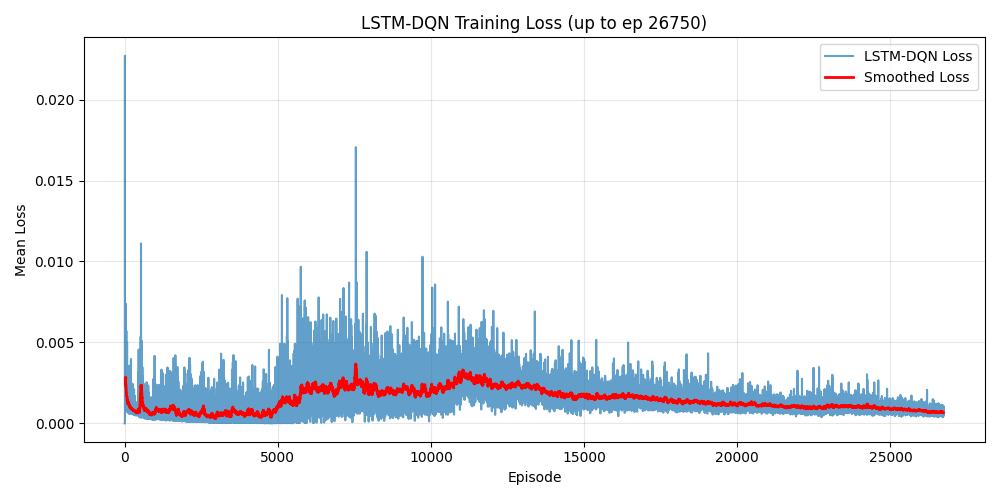 LSTM-DQN Training Loss (up to ep 26750)
LSTM-DQN Loss
Smoothed Loss
Mean Loss
0.020
0.015
0.010
0.005
0.000
0
5000
10000
15000
20000
25000
Episode